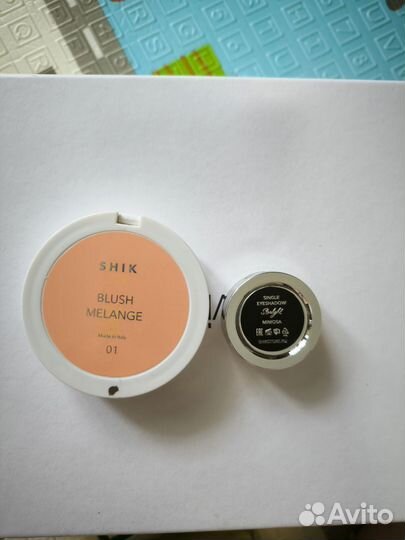 SHIK
BLUSH
MELANGE
Made in Italy
01
SINGLE
EYESHADOW
MIMOSA
Avito